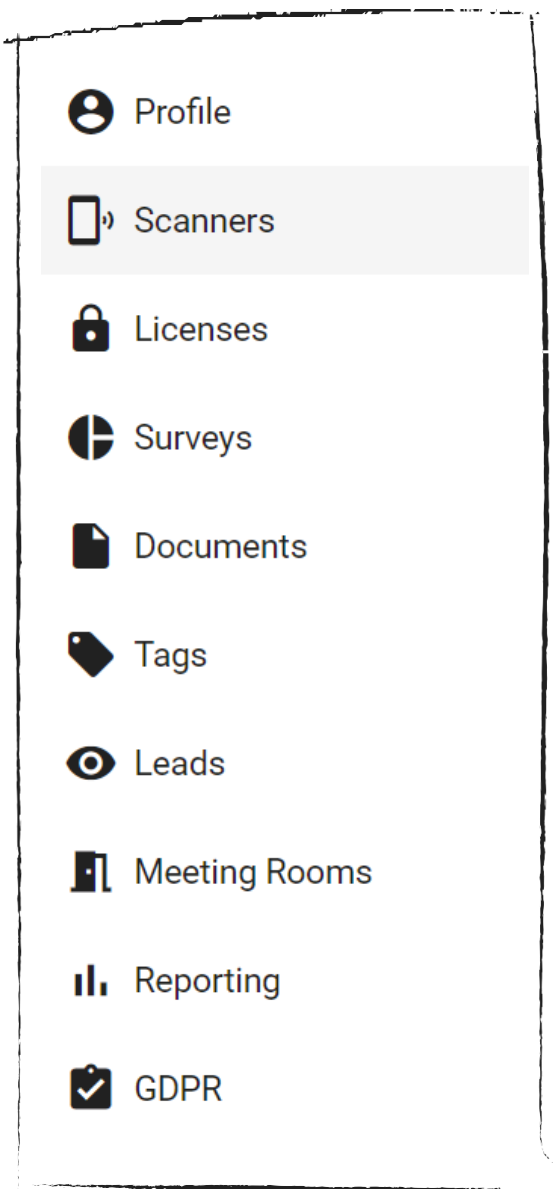 Profile
Scanners
Licenses
Surveys
Documents
Tags
Leads
Meeting Rooms
Reporting
GDPR